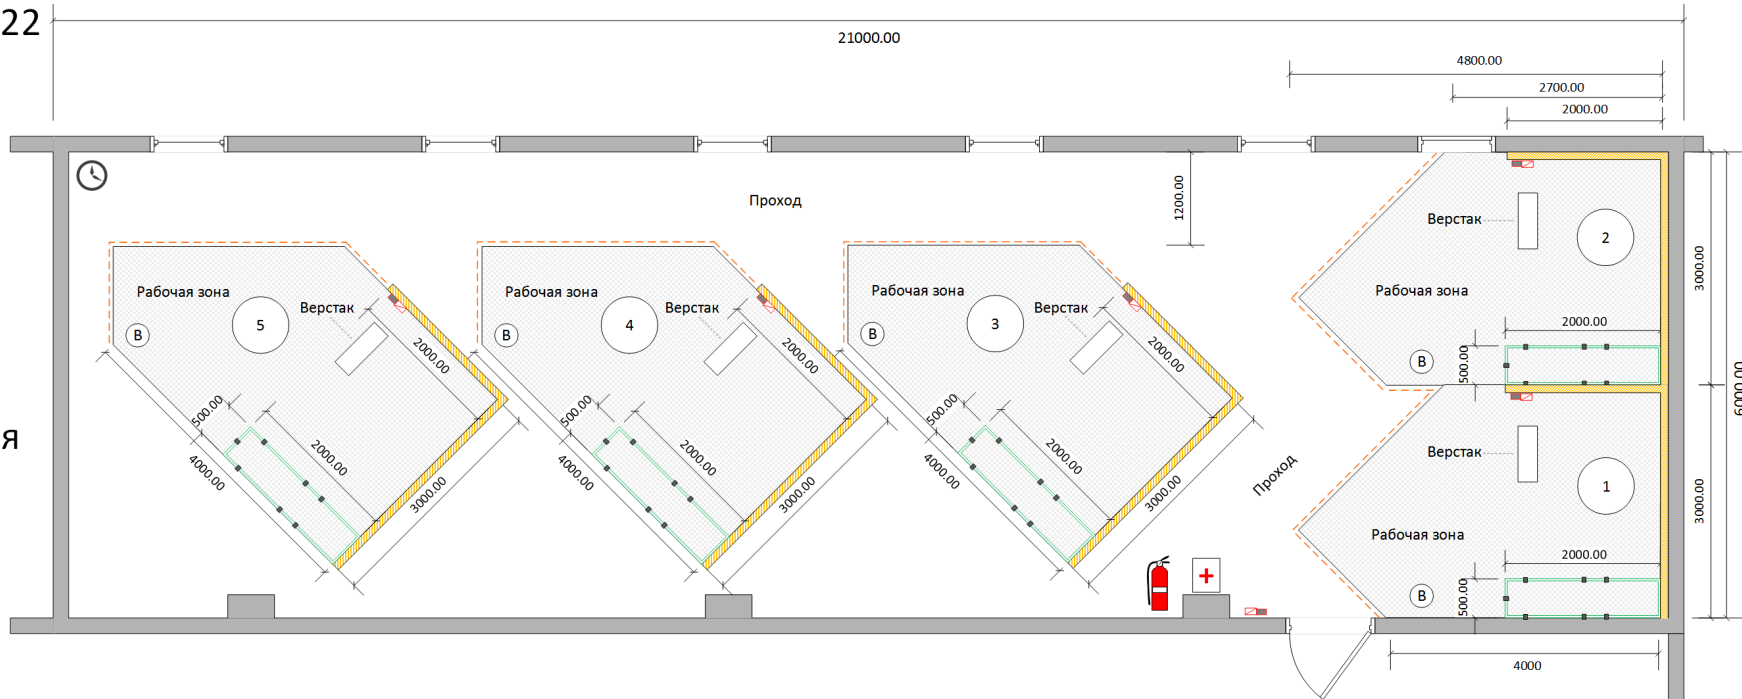 22
21000.00
4800.00
2700.00
2000.00
Проход
1200.00
Верстак
2
Рабочая зона
3000.00
2000.00
500.00
В
6000.00
Рабочая зона
Верстак
5
В
2000.00
500.00
2000.00
4000.00
3000.00
Рабочая зона
Верстак
4
В
2000.00
500.00
2000.00
4000.00
3000.00
Рабочая зона
Верстак
3
В
2000.00
500.00
2000.00
4000.00
3000.00
я
Проход
Верстак
1
Рабочая зона
3000.00
2000.00
500.00
В
4000